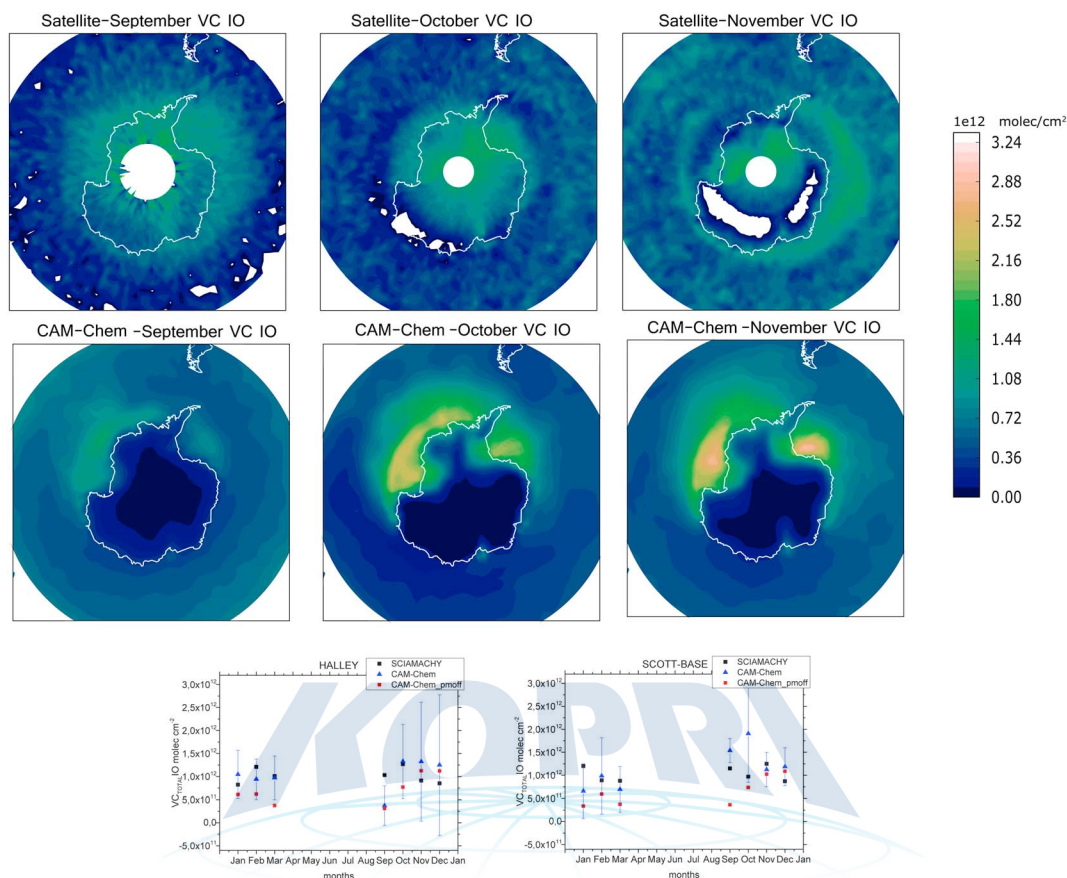 Satellite-September VC IO
Satellite-October VC IO
Satellite-November VC IO
1e12 molec/cm²
3.24
2.88
2.52
2.16
1.80
1.44
1.08
0.72
0.36
0.00
CAM-Chem -September VC IO
CAM-Chem -October VC IO
CAM-Chem -November VC IO
KOPRI
HALLEY
SCIAMACHY
CAM-Chem
CAM-Chem_pmoff
3,0x10¹²
2,5x10¹²
2,0x10¹²
1,5x10¹²
1,0x10¹²
5,0x10¹¹
0,0
-5,0x10¹¹
VC_TOTAL IO molec cm⁻²
Jan Feb Mar Apr May Jun Jul Aug Sep Oct Nov Dec Jan
months
SCOTT-BASE
SCIAMACHY
CAM-Chem
CAM-Chem_pmoff
3,0x10¹²
2,5x10¹²
2,0x10¹²
1,5x10¹²
1,0x10¹²
5,0x10¹¹
0,0
-5,0x10¹¹
VC_TOTAL IO molec cm⁻²
Jan Feb Mar Apr May Jun Jul Aug Sep Oct Nov Dec Jan
months